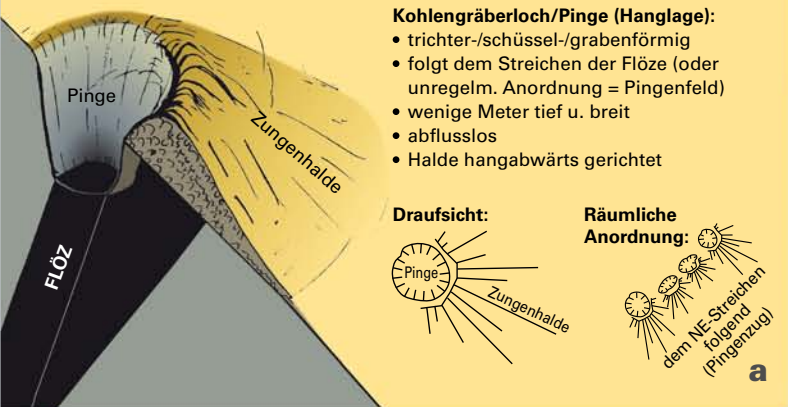 Pinge
Zungenhalde
FLÖZ
Kohlengräberloch/Pinge (Hanglage):
• trichter-/schüssel-/grabenförmig
• folgt dem Streichen der Flöze (oder
unregelm. Anordnung = Pingenfeld)
• wenige Meter tief u. breit
• abflusslos
• Halde hangabwärts gerichtet
Draufsicht:
Pinge
Zungenhalde
Räumliche
Anordnung:
dem NE-Streichen
folgend
(Pingenzug)
a